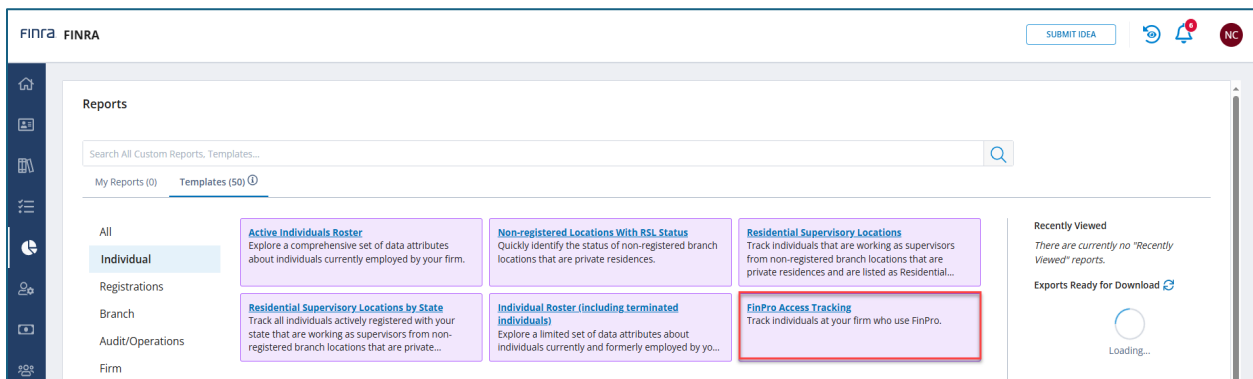 FINra FINRA
SUBMIT IDEA
6
NC
Reports
Search All Custom Reports, Templates...
My Reports (0)
Templates (50)
All
Individual
Registrations
Branch
Audit/Operations
Firm
Active Individuals Roster
Explore a comprehensive set of data attributes
about individuals currently employed by your firm.
Non-registered Locations With RSL Status
Quickly identify the status of non-registered branch
locations that are private residences.
Residential Supervisory Locations
Track individuals that are working as supervisors
from non-registered branch locations that are
private residences and are listed as Residential...
Residential Supervisory Locations by State
Track all individuals actively registered with your
state that are working as supervisors from non-
registered branch locations that are private...
Individual Roster (including terminated
individuals)
Explore a limited set of data attributes about
individuals currently and formerly employed by yo...
FinPro Access Tracking
Track individuals at your firm who use FinPro.
Recently Viewed
There are currently no "Recently
Viewed" reports.
Exports Ready for Download
Loading...